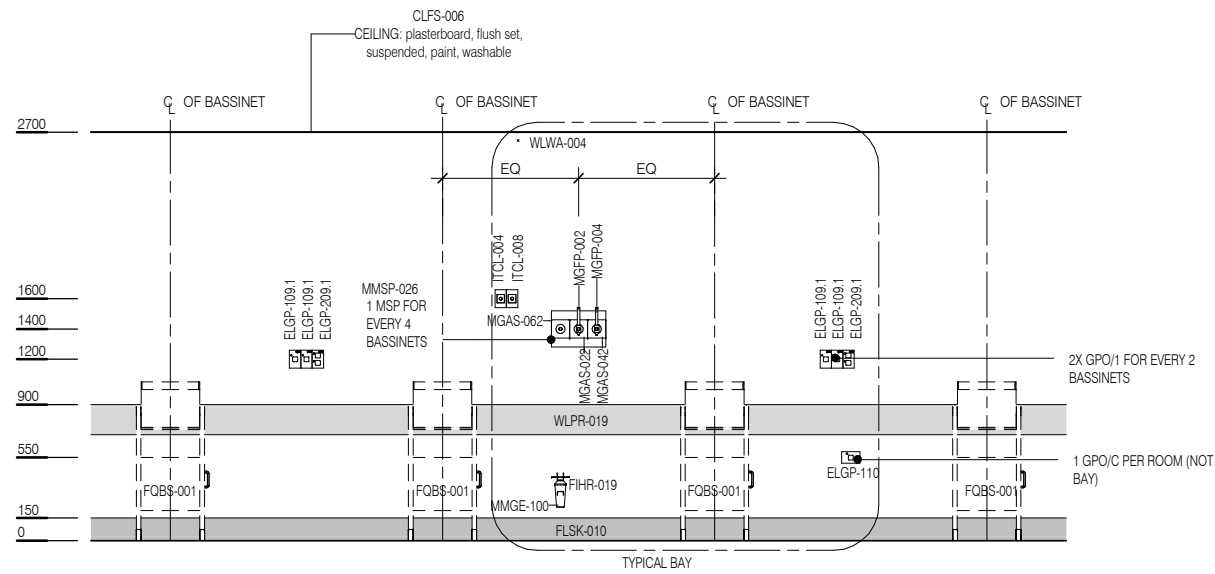 CLFS-006
CEILING: plasterboard, flush set,
suspended, paint, washable
CL OF BASSINET
CL OF BASSINET
CL OF BASSINET
CL OF BASSINET
2700
WLWA-004
EQ
EQ
ITCL-004
ITCL-008
MGFP-002
MGFP-004
1600
1400
1200
ELGP-109.1
ELGP-109.1
ELGP-209.1
MMSP-026
1 MSP FOR
EVERY 4
BASSINETS
MGAS-062
MGAS-022
MGAS-042
ELGP-109.1
ELGP-109.1
ELGP-209.1
2X GPO/1 FOR EVERY 2
BASSINETS
900
WLPR-019
550
ELGP-110
1 GPO/C PER ROOM (NOT
BAY)
FQBS-001
FQBS-001
FIHR-019
MMGE-100
FQBS-001
FQBS-001
150
0
FLSK-010
TYPICAL BAY